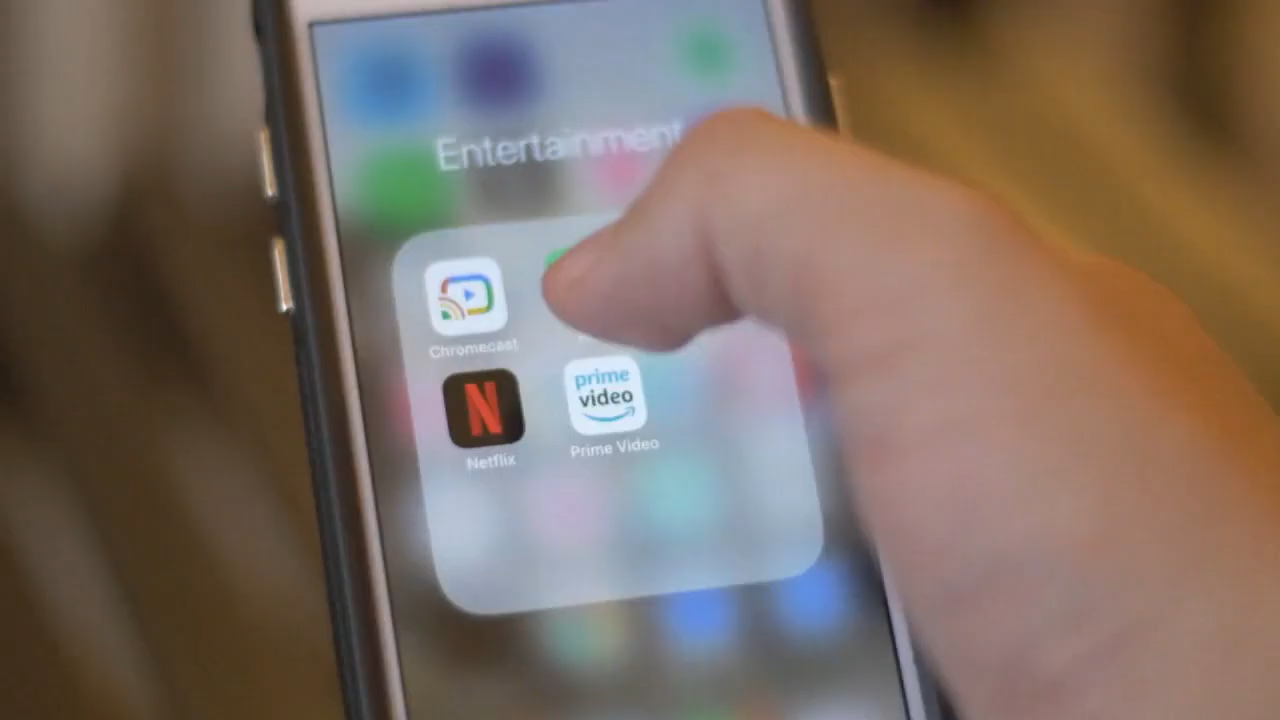 Entertainment
Chromecast
N
Netflix
prime
video
Prime Video